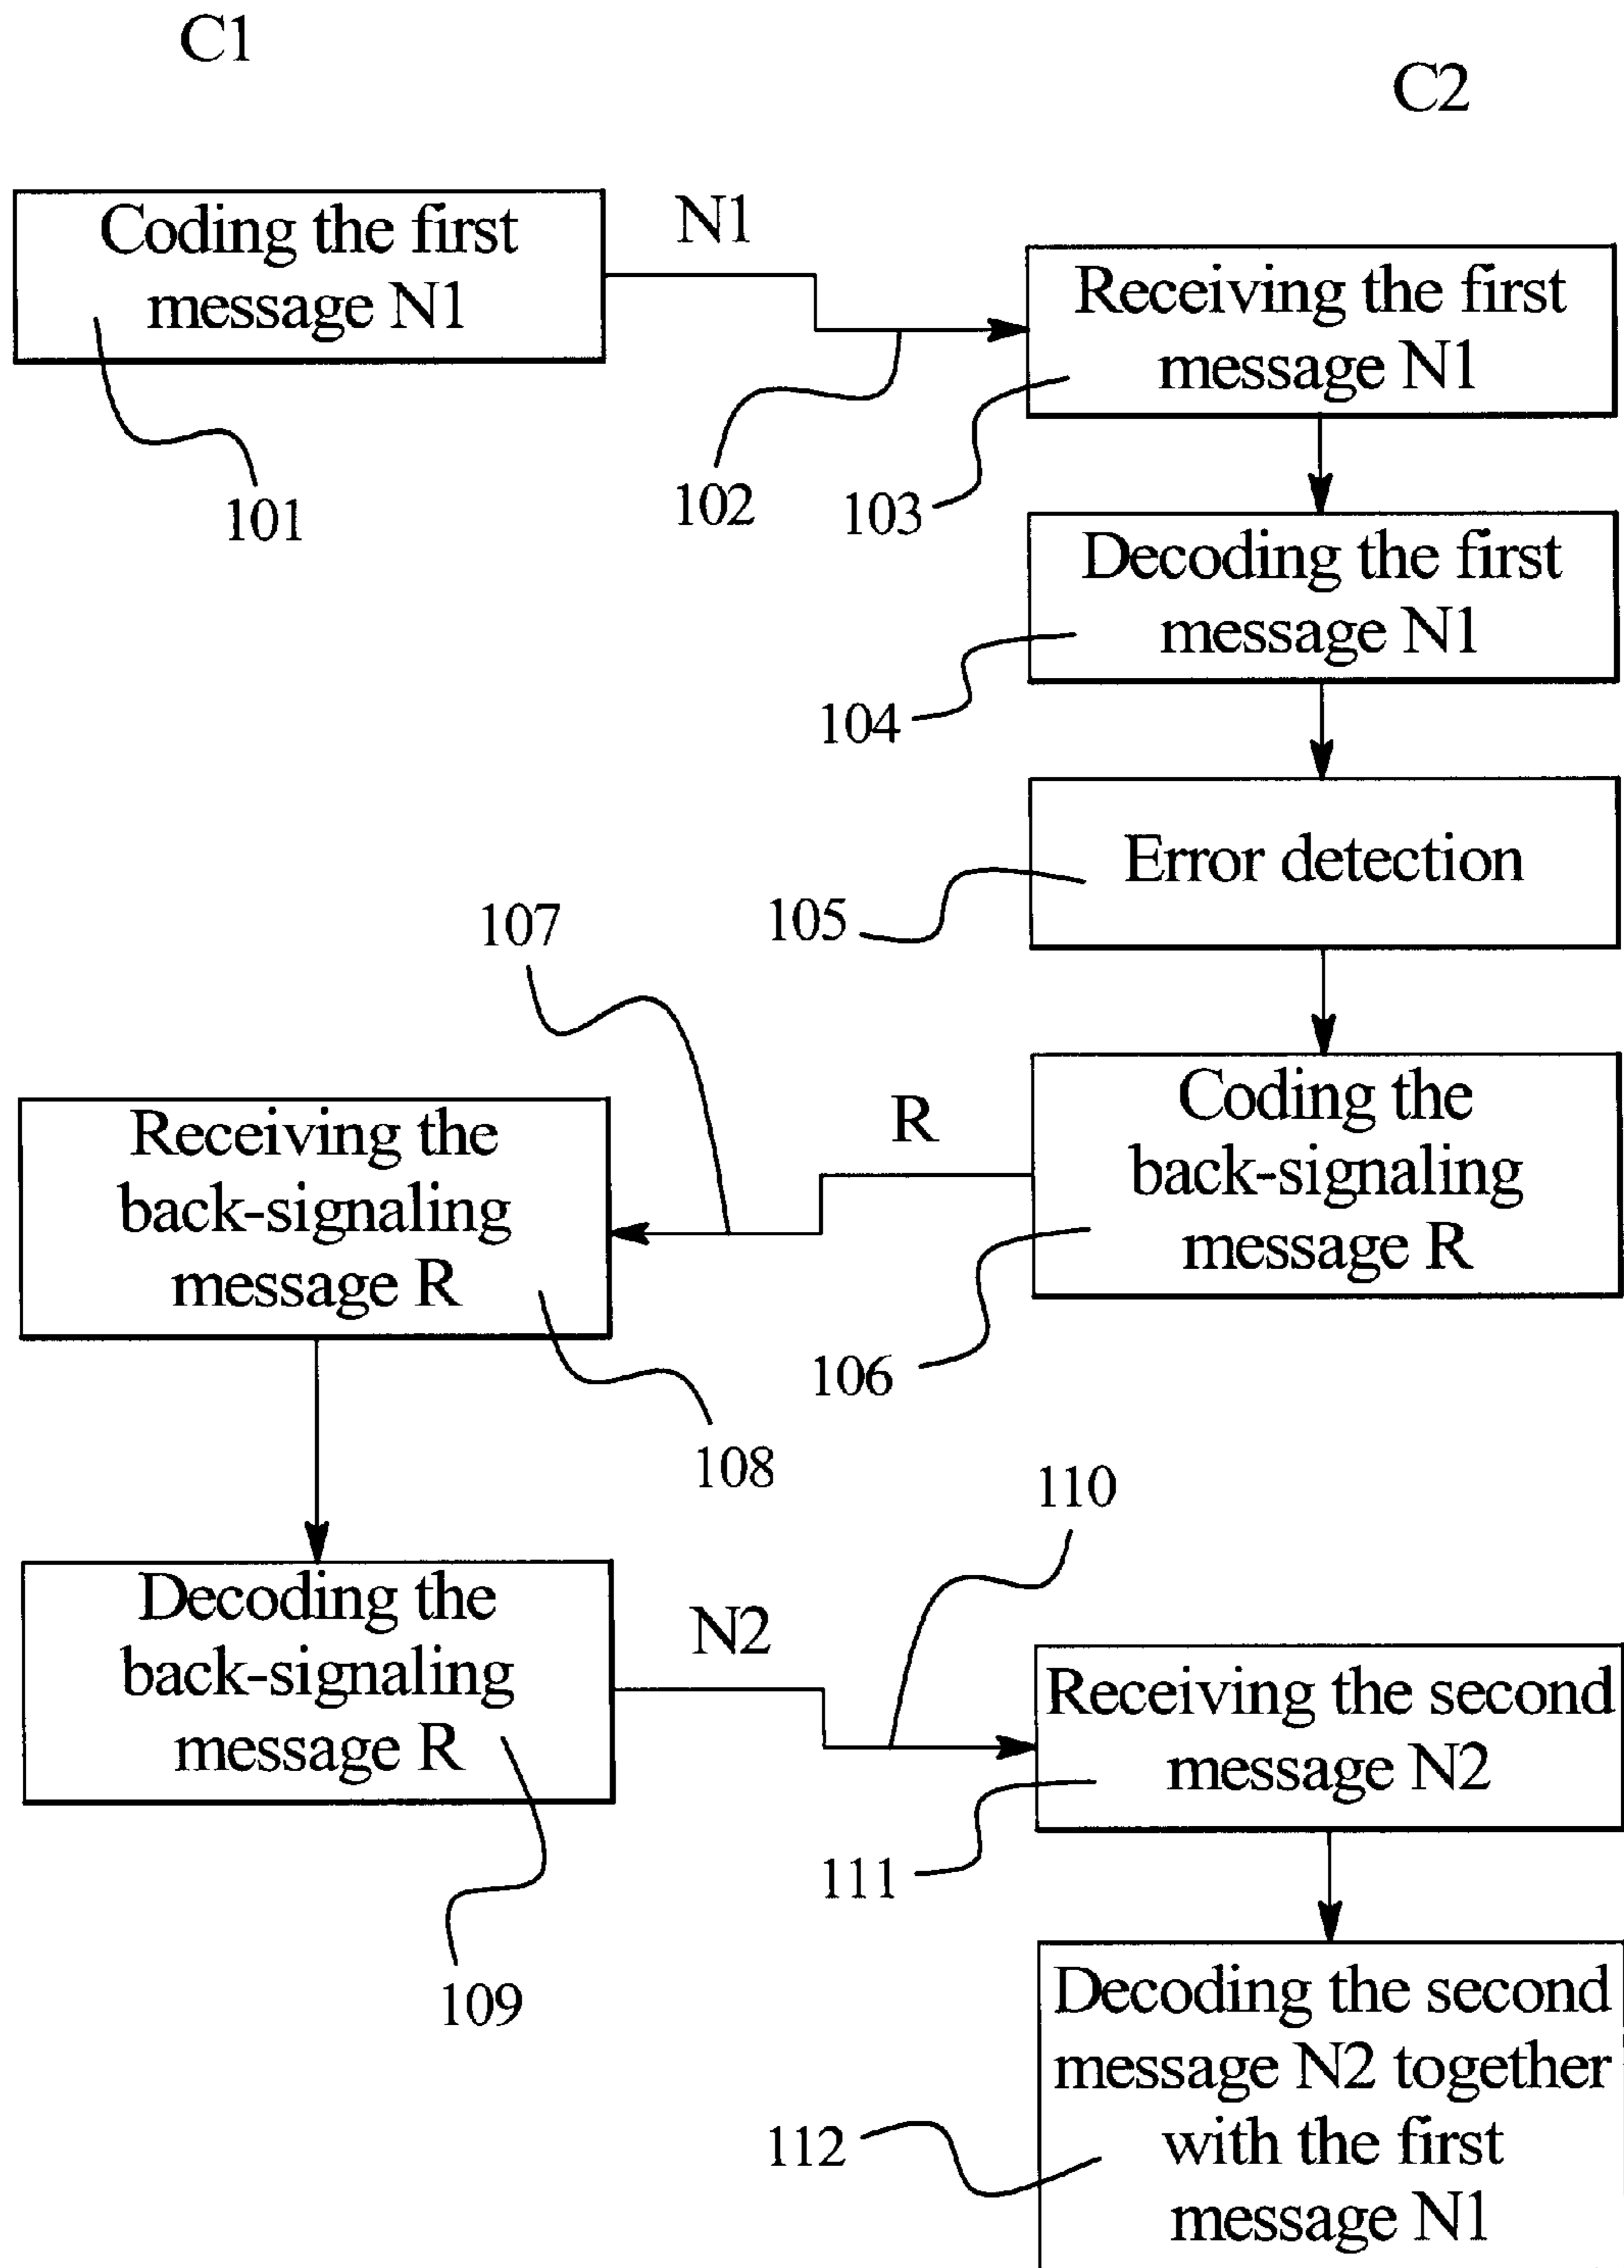 C1
C2
Coding the first
message N1
N1
Receiving the first
message N1
101
102
103
Decoding the first
message N1
104
Error detection
105
107
Coding the
back-signaling
message R
R
Receiving the
back-signaling
message R
106
108
110
Decoding the
back-signaling
message R
N2
Receiving the second
message N2
111
109
Decoding the second
message N2 together
with the first
message N1
112